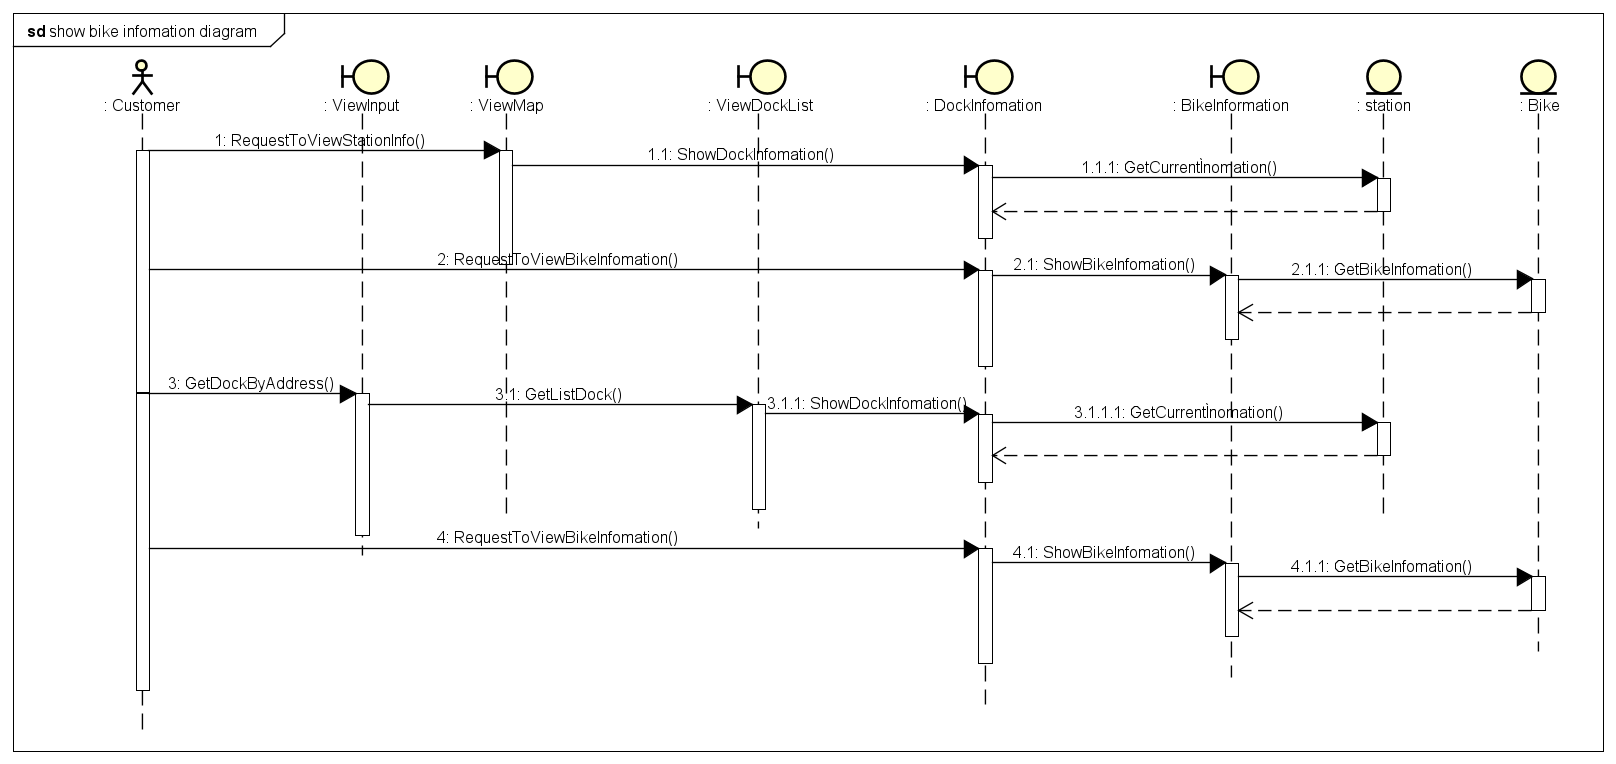 sd show bike infomation diagram
: Customer
: ViewInput
: ViewMap
: ViewDockList
: DockInfomation
: BikeInformation
: station
: Bike
1: RequestToViewStationInfo()
1.1: ShowDockInfomation()
1.1.1: GetCurrentÌnomation()
2: RequestToViewBikeInfomation()
2.1: ShowBikeInfomation()
2.1.1: GetBikeInfomation()
3: GetDockByAddress()
3.1: GetListDock()
3.1.1: ShowDockInfomation()
3.1.1.1: GetCurrentÌnomation()
4: RequestToViewBikeInfomation()
4.1: ShowBikeInfomation()
4.1.1: GetBikeInfomation()